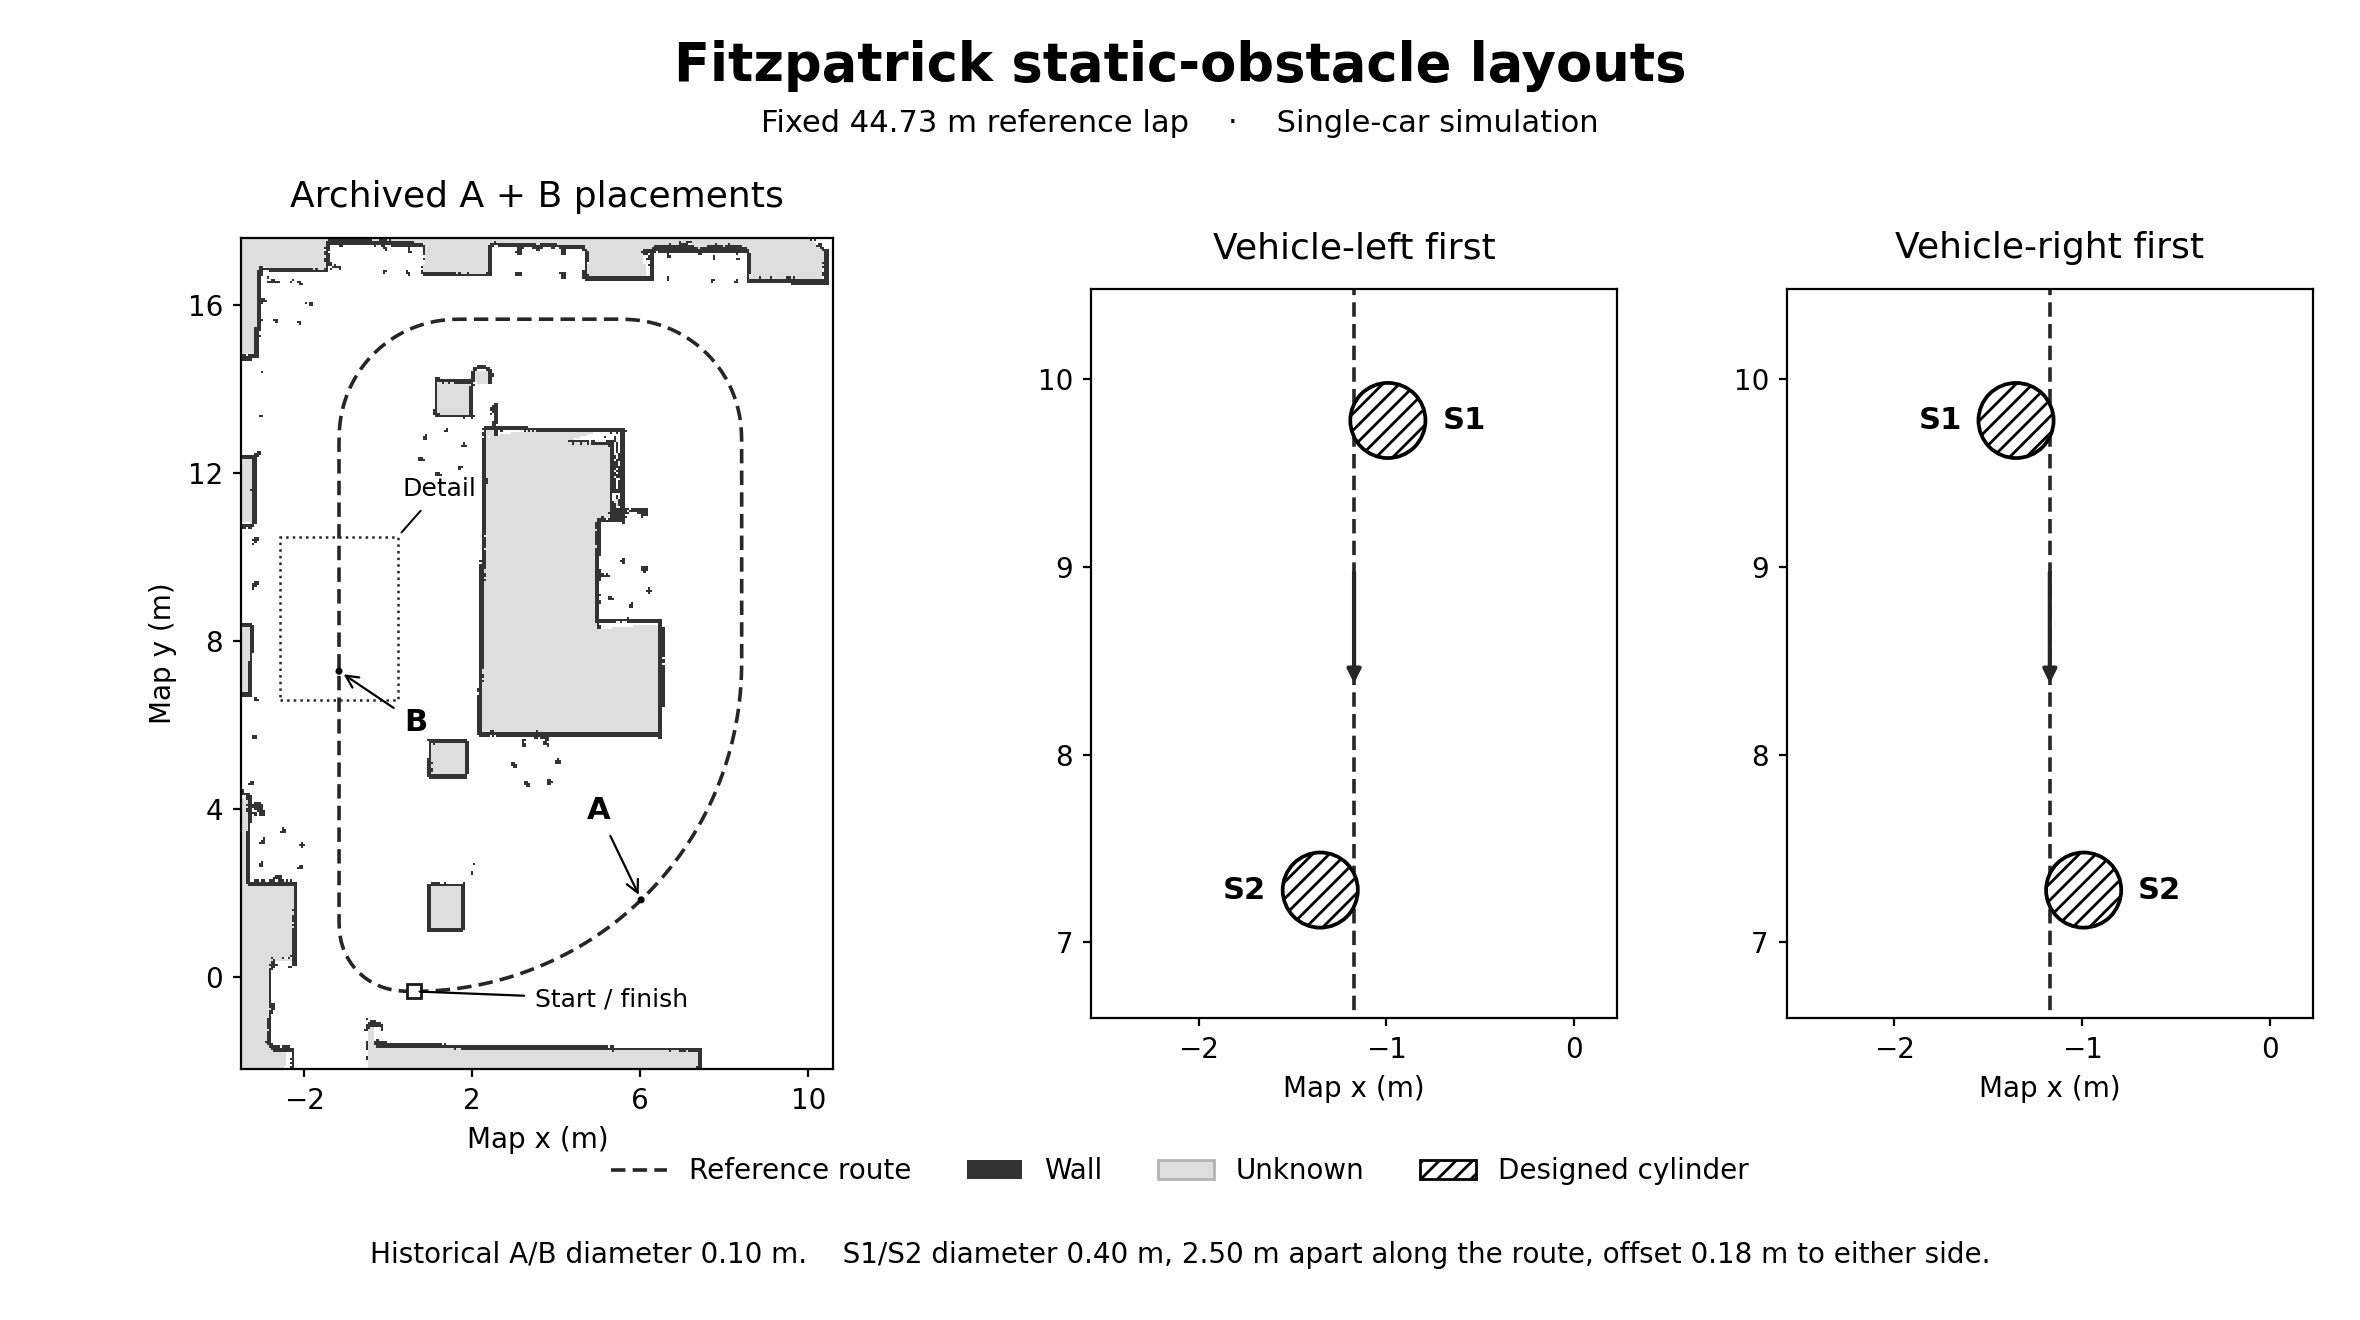 Fitzpatrick static-obstacle layouts
Fixed 44.73 m reference lap · Single-car simulation
Archived A + B placements
16
12
8
4
0
Map y (m)
Detail
B
A
Start / finish
−2
2
6
10
Map x (m)
Vehicle-left first
10
9
8
7
S1
S2
−2
−1
0
Map x (m)
Vehicle-right first
10
9
8
7
S1
S2
−2
−1
0
Map x (m)
Reference route
Wall
Unknown
Designed cylinder
Historical A/B diameter 0.10 m. S1/S2 diameter 0.40 m, 2.50 m apart along the route, offset 0.18 m to either side.